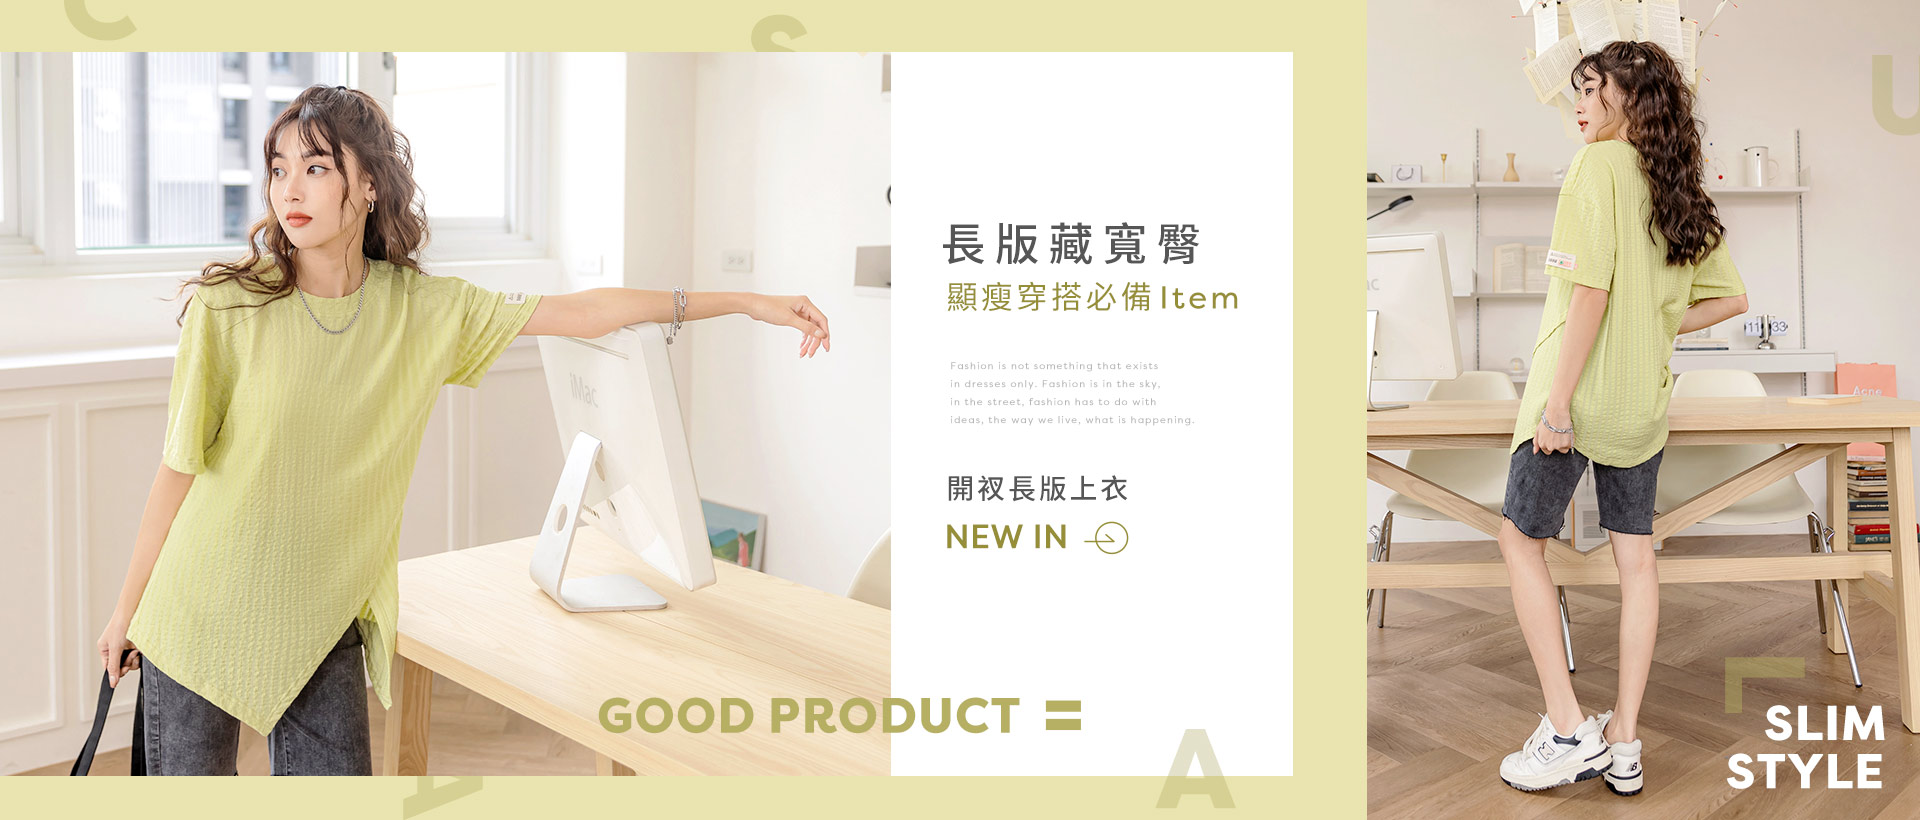 C
S
U
長版藏寬臀
顯瘦穿搭必備Item
Fashion is not something that exists
in dresses only. Fashion is in the sky,
in the street, fashion has to do with
ideas, the way we live, what is happening.
開衩長版上衣
NEW IN
GOOD PRODUCT =
A
SLIM
STYLE
iMac
Acne